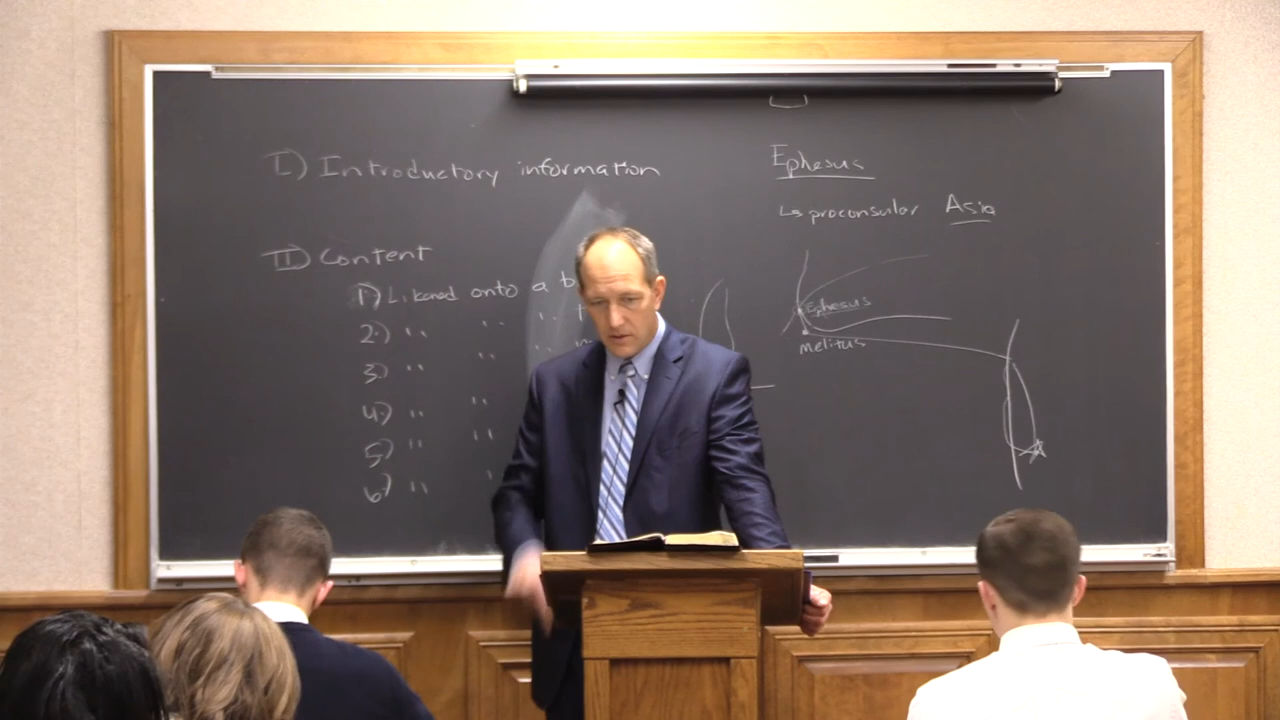 I) Introductory information
II) Content
1) Likened onto a b
2) " " " t
3) " " " m
4) " "
5) " "
6) " "
Ephesus
↳ proconsular Asia
Ephesus
Melitus